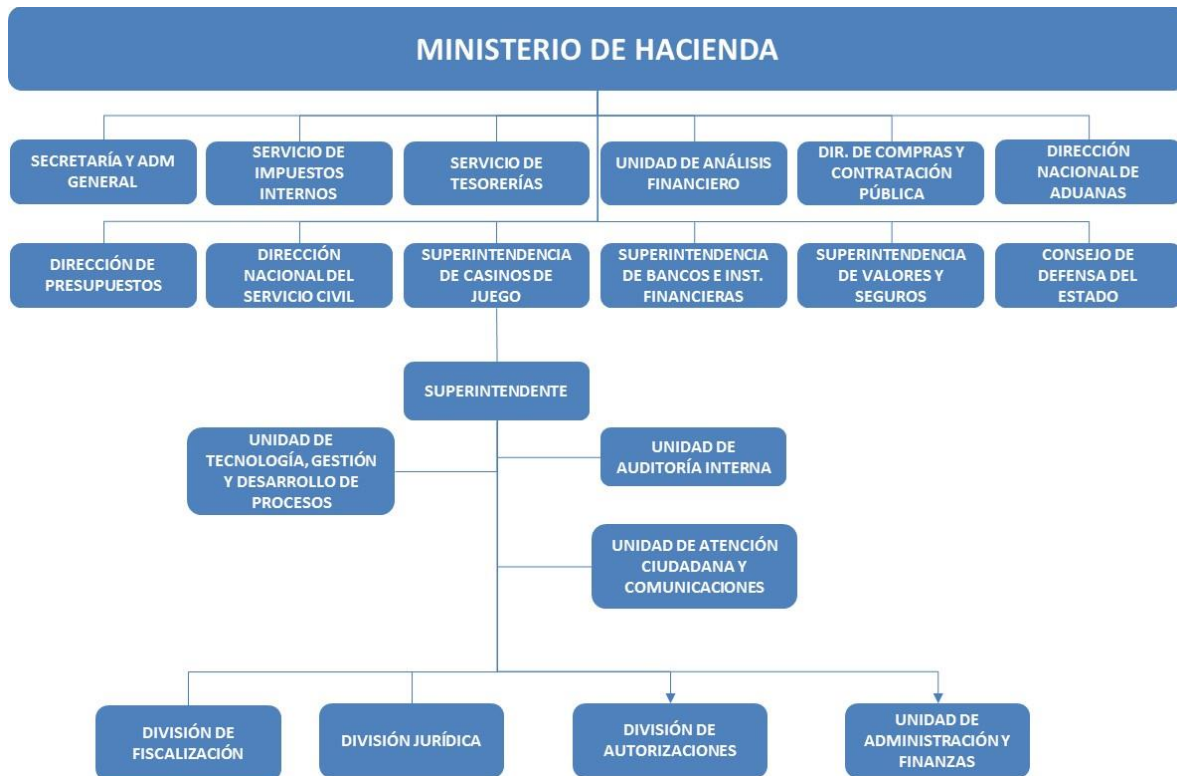 MINISTERIO DE HACIENDA
SECRETARÍA Y ADM
GENERAL
SERVICIO DE
IMPUESTOS
INTERNOS
SERVICIO DE
TESORERÍAS
UNIDAD DE ANÁLISIS
FINANCIERO
DIR. DE COMPRAS Y
CONTRATACIÓN
PÚBLICA
DIRECCIÓN
NACIONAL DE
ADUANAS
DIRECCIÓN DE
PRESUPUESTOS
DIRECCIÓN
NACIONAL DEL
SERVICIO CIVIL
SUPERINTENDENCIA
DE CASINOS DE
JUEGO
SUPERINTENDENCIA
DE BANCOS E INST.
FINANCIERAS
SUPERINTENDENCIA
DE VALORES Y
SEGUROS
CONSEJO DE
DEFENSA DEL
ESTADO
SUPERINTENDENTE
UNIDAD DE
TECNOLOGÍA, GESTIÓN
Y DESARROLLO DE
PROCESOS
UNIDAD DE
AUDITORÍA INTERNA
UNIDAD DE ATENCIÓN
CIUDADANA Y
COMUNICACIONES
DIVISIÓN DE
FISCALIZACIÓN
DIVISIÓN JURÍDICA
DIVISIÓN DE
AUTORIZACIONES
UNIDAD DE
ADMINISTRACIÓN Y
FINANZAS